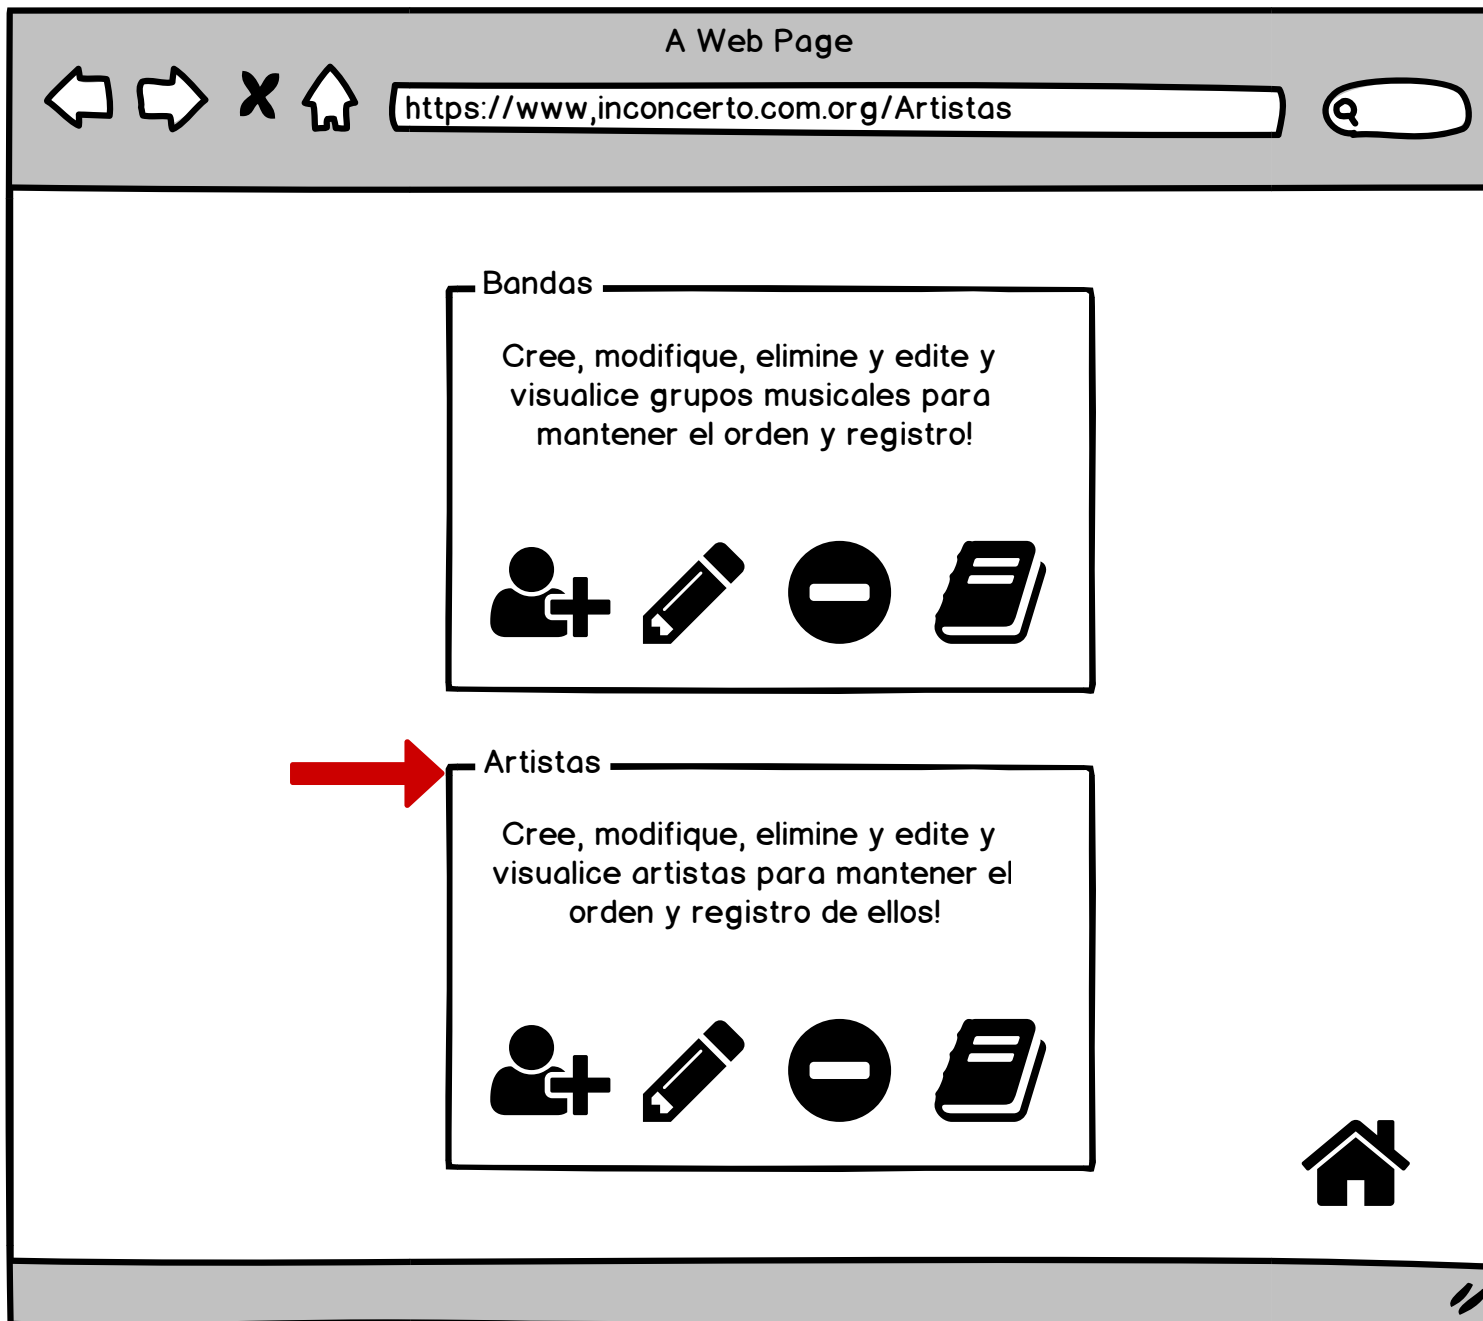 A Web Page
https://www,inconcerto.com.org/Artistas
Bandas
Cree, modifique, elimine y edite y
visualice grupos musicales para
mantener el orden y registro!
Artistas
Cree, modifique, elimine y edite y
visualice artistas para mantener el
orden y registro de ellos!